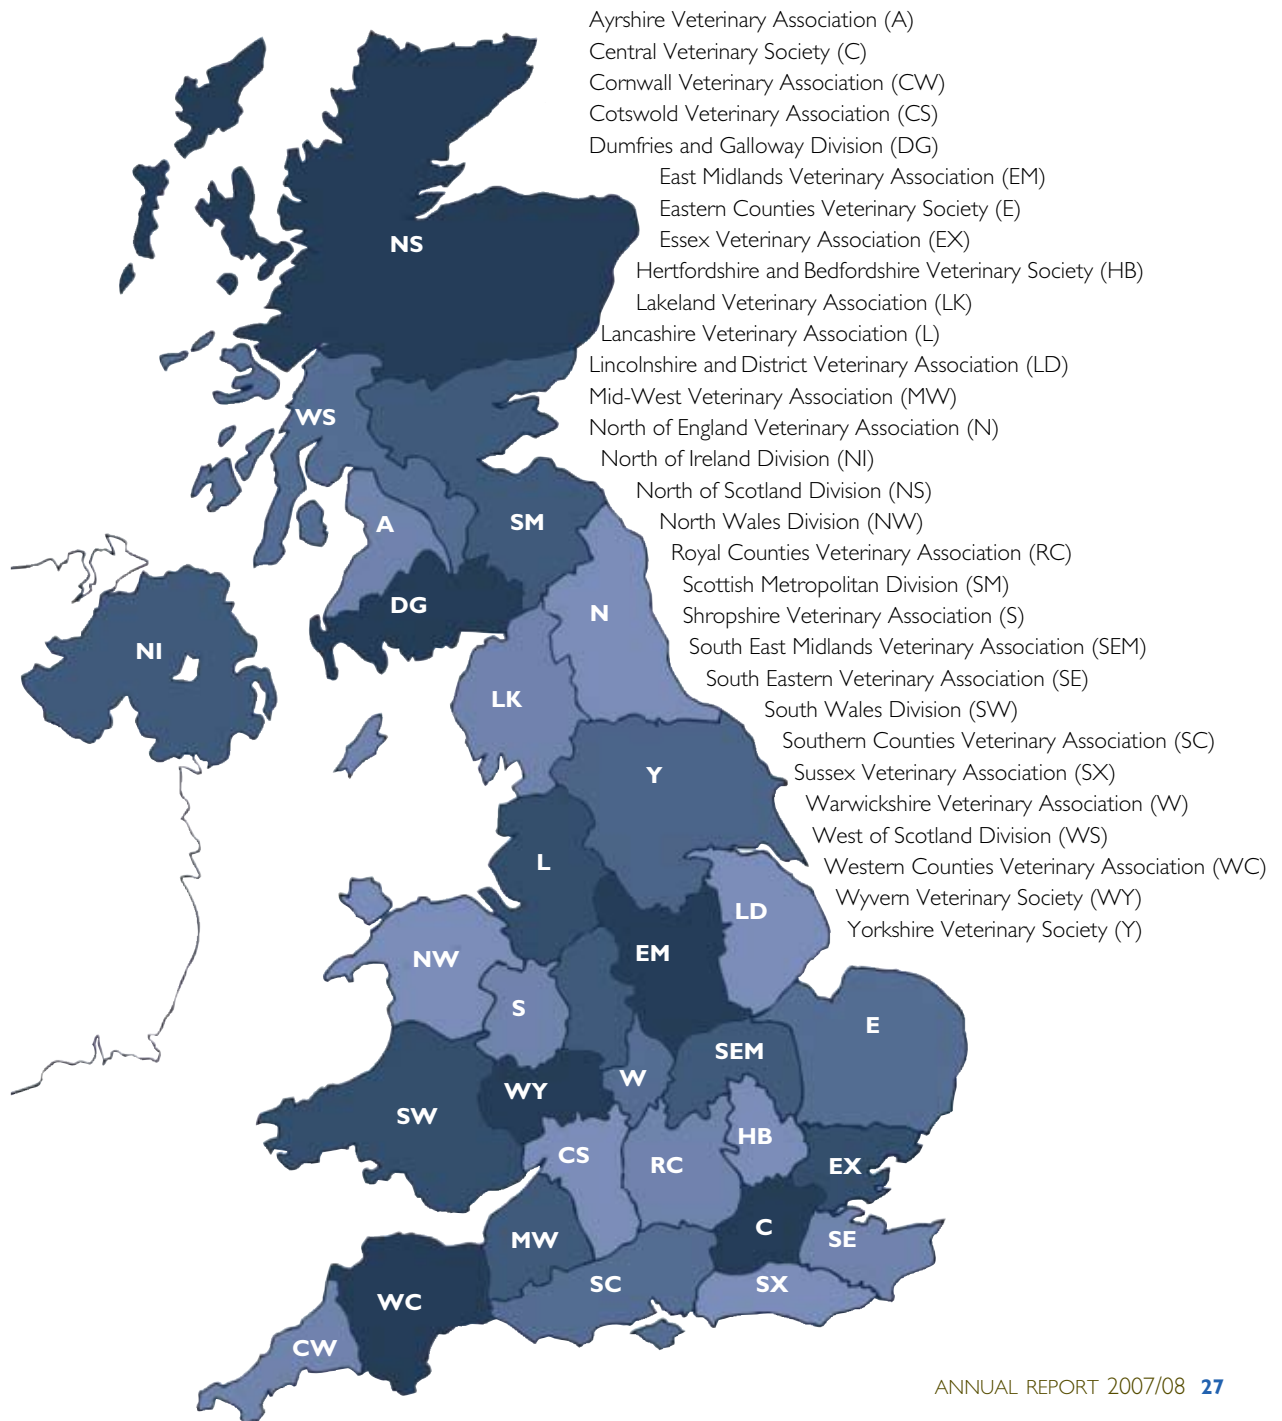 Ayrshire Veterinary Association (A)
Central Veterinary Society (C)
Cornwall Veterinary Association (CW)
Cotswold Veterinary Association (CS)
Dumfries and Galloway Division (DG)
East Midlands Veterinary Association (EM)
Eastern Counties Veterinary Society (E)
Essex Veterinary Association (EX)
Hertfordshire and Bedfordshire Veterinary Society (HB)
Lakeland Veterinary Association (LK)
Lancashire Veterinary Association (L)
Lincolnshire and District Veterinary Association (LD)
Mid-West Veterinary Association (MW)
North of England Veterinary Association (N)
North of Ireland Division (NI)
North of Scotland Division (NS)
North Wales Division (NW)
Royal Counties Veterinary Association (RC)
Scottish Metropolitan Division (SM)
Shropshire Veterinary Association (S)
South East Midlands Veterinary Association (SEM)
South Eastern Veterinary Association (SE)
South Wales Division (SW)
Southern Counties Veterinary Association (SC)
Sussex Veterinary Association (SX)
Warwickshire Veterinary Association (W)
West of Scotland Division (WS)
Western Counties Veterinary Association (WC)
Wyvern Veterinary Society (WY)
Yorkshire Veterinary Society (Y)
NS
WS
A
SM
DG
N
NI
LK
Y
L
LD
EM
NW
S
E
SEM
W
WY
SW
HB
CS
RC
EX
C
MW
SE
SC
SX
WC
CW
ANNUAL REPORT 2007/08 27